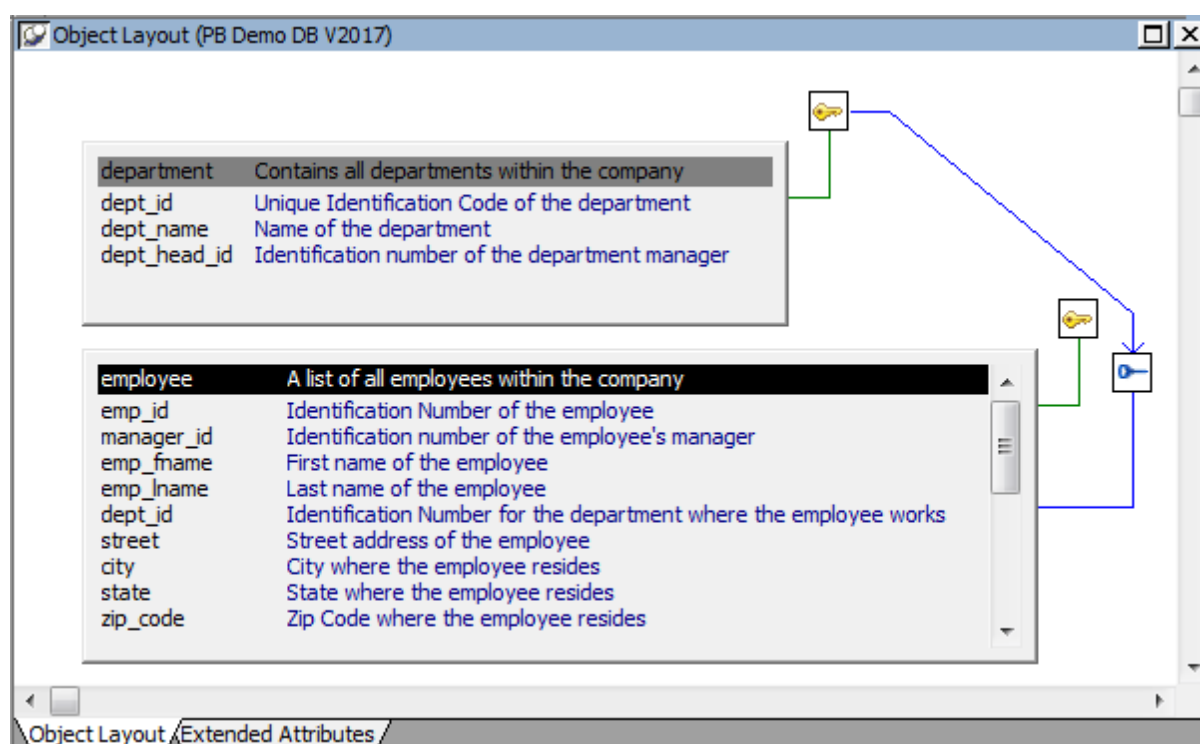 Object Layout (PB Demo DB V2017)
department Contains all departments within the company
dept_id Unique Identification Code of the department
dept_name Name of the department
dept_head_id Identification number of the department manager
employee A list of all employees within the company
emp_id Identification Number of the employee
manager_id Identification number of the employee's manager
emp_fname First name of the employee
emp_lname Last name of the employee
dept_id Identification Number for the department where the employee works
street Street address of the employee
city City where the employee resides
state State where the employee resides
zip_code Zip Code where the employee resides
Object Layout Extended Attributes